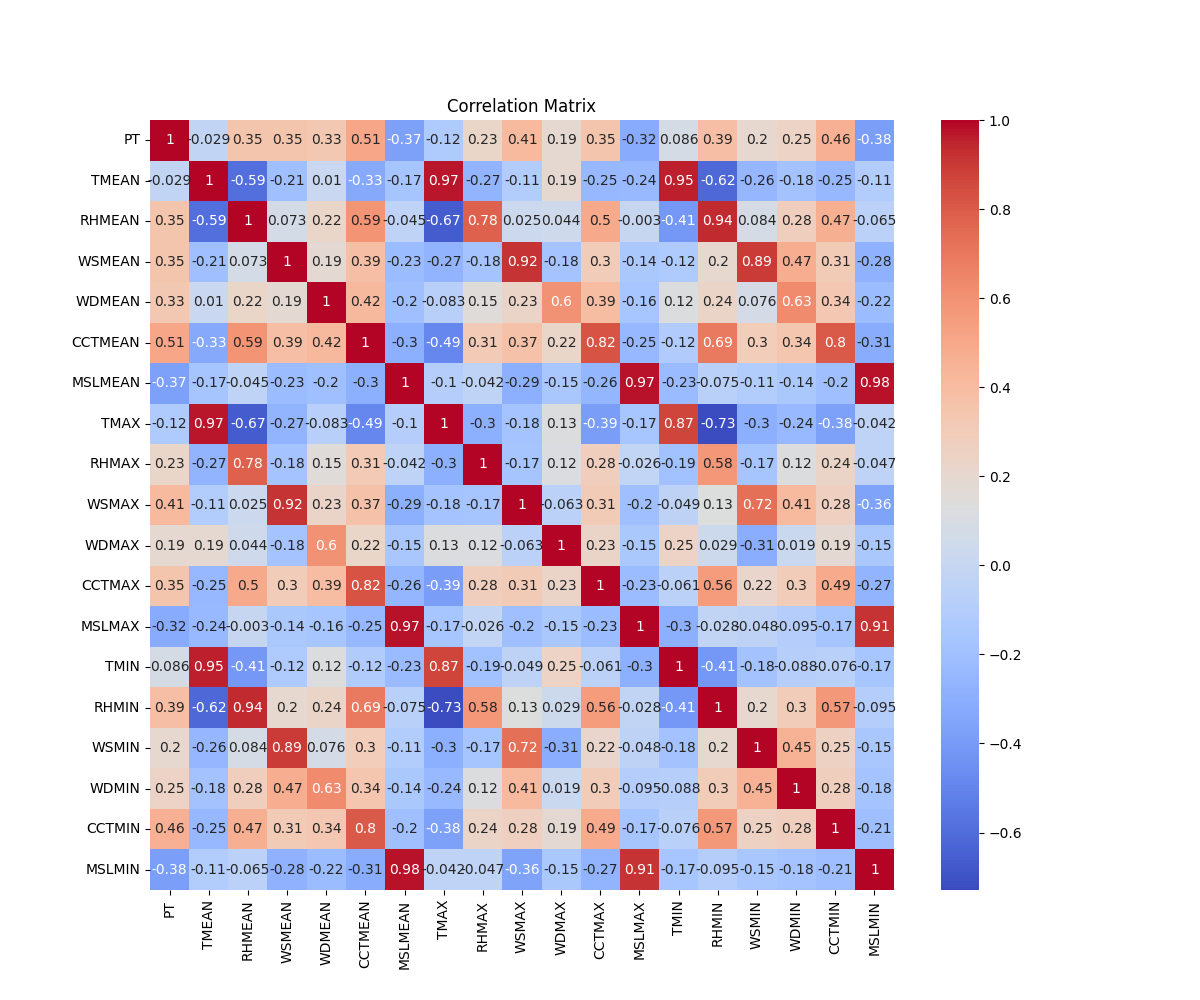 Correlation Matrix
PT 1 -0.029 0.35 0.35 0.33 0.51 -0.37 -0.12 0.23 0.41 0.19 0.35 -0.32 0.086 0.39 0.2 0.25 0.46 -0.38
TMEAN -0.029 1 -0.59 -0.21 0.01 -0.33 -0.17 0.97 -0.27 -0.11 0.19 -0.25 -0.24 0.95 -0.62 -0.26 -0.18 -0.25 -0.11
RHMEAN 0.35 -0.59 1 0.073 0.22 0.59 -0.045 -0.67 0.78 0.025 0.044 0.5 -0.003 -0.41 0.94 0.084 0.28 0.47 -0.065
WSMEAN 0.35 -0.21 0.073 1 0.19 0.39 -0.23 -0.27 -0.18 0.92 -0.18 0.3 -0.14 -0.12 0.2 0.89 0.47 0.31 -0.28
WDMEAN 0.33 0.01 0.22 0.19 1 0.42 -0.2 -0.083 0.15 0.23 0.6 0.39 -0.16 0.12 0.24 0.076 0.63 0.34 -0.22
CCTMEAN 0.51 -0.33 0.59 0.39 0.42 1 -0.3 -0.49 0.31 0.37 0.22 0.82 -0.25 -0.12 0.69 0.3 0.34 0.8 -0.31
MSLMEAN -0.37 -0.17 -0.045 -0.23 -0.2 -0.3 1 -0.1 -0.042 -0.29 -0.15 -0.26 0.97 -0.23 -0.075 -0.11 -0.14 -0.2 0.98
TMAX -0.12 0.97 -0.67 -0.27 -0.083 -0.49 -0.1 1 -0.3 -0.18 0.13 -0.39 -0.17 0.87 -0.73 -0.3 -0.24 -0.38 -0.042
RHMAX 0.23 -0.27 0.78 -0.18 0.15 0.31 -0.042 -0.3 1 -0.17 0.12 0.28 -0.026 -0.19 0.58 -0.17 0.12 0.24 -0.047
WSMAX 0.41 -0.11 0.025 0.92 0.23 0.37 -0.29 -0.18 -0.17 1 -0.063 0.31 -0.2 -0.049 0.13 0.72 0.41 0.28 -0.36
WDMAX 0.19 0.19 0.044 -0.18 0.6 0.22 -0.15 0.13 0.12 -0.063 1 0.23 -0.15 0.25 0.029 -0.31 0.019 0.19 -0.15
CCTMAX 0.35 -0.25 0.5 0.3 0.39 0.82 -0.26 -0.39 0.28 0.31 0.23 1 -0.23 -0.061 0.56 0.22 0.3 0.49 -0.27
MSLMAX -0.32 -0.24 -0.003 -0.14 -0.16 -0.25 0.97 -0.17 -0.026 -0.2 -0.15 -0.23 1 -0.3 -0.028 -0.048 -0.095 -0.17 0.91
TMIN 0.086 0.95 -0.41 -0.12 0.12 -0.12 -0.23 0.87 -0.19 -0.049 0.25 -0.061 -0.3 1 -0.41 -0.18 -0.088 -0.076 -0.17
RHMIN 0.39 -0.62 0.94 0.2 0.24 0.69 -0.075 -0.73 0.58 0.13 0.029 0.56 -0.028 -0.41 1 0.2 0.3 0.57 -0.095
WSMIN 0.2 -0.26 0.084 0.89 0.076 0.3 -0.11 -0.3 -0.17 0.72 -0.31 0.22 -0.048 -0.18 0.2 1 0.45 0.25 -0.15
WDMIN 0.25 -0.18 0.28 0.47 0.63 0.34 -0.14 -0.24 0.12 0.41 0.019 0.3 -0.095 -0.088 0.3 0.45 1 0.28 -0.18
CCTMIN 0.46 -0.25 0.47 0.31 0.34 0.8 -0.2 -0.38 0.24 0.28 0.19 0.49 -0.17 -0.076 0.57 0.25 0.28 1 -0.21
MSLMIN -0.38 -0.11 -0.065 -0.28 -0.22 -0.31 0.98 -0.042 -0.047 -0.36 -0.15 -0.27 0.91 -0.17 -0.095 -0.15 -0.18 -0.21 1
PT TMEAN RHMEAN WSMEAN WDMEAN CCTMEAN MSLMEAN TMAX RHMAX WSMAX WDMAX CCTMAX MSLMAX TMIN RHMIN WSMIN WDMIN CCTMIN MSLMIN
1.0
0.8
0.6
0.4
0.2
0.0
−0.2
−0.4
−0.6